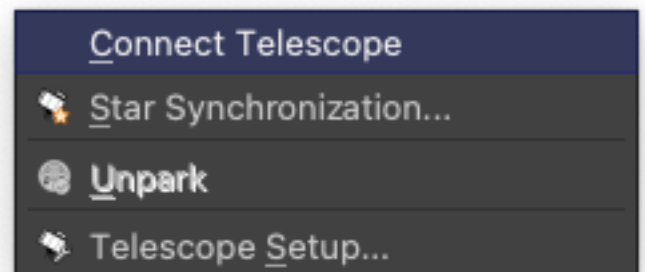 Connect Telescope
Star Synchronization...
Unpark
Telescope Setup...